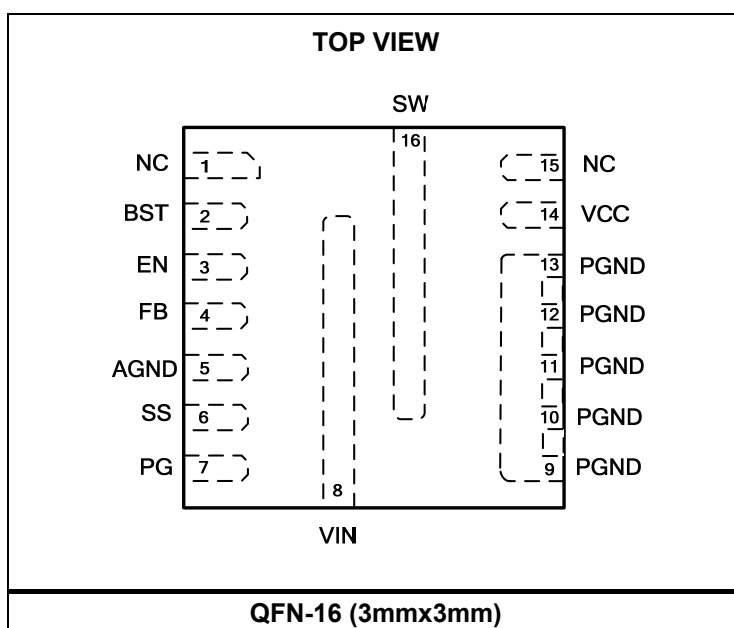 TOP VIEW
SW
16
NC 1 15 NC
BST 2 14 VCC
EN 3 13 PGND
FB 4 12 PGND
AGND 5 11 PGND
SS 6 10 PGND
PG 7 9 PGND
8
VIN
QFN-16 (3mmx3mm)